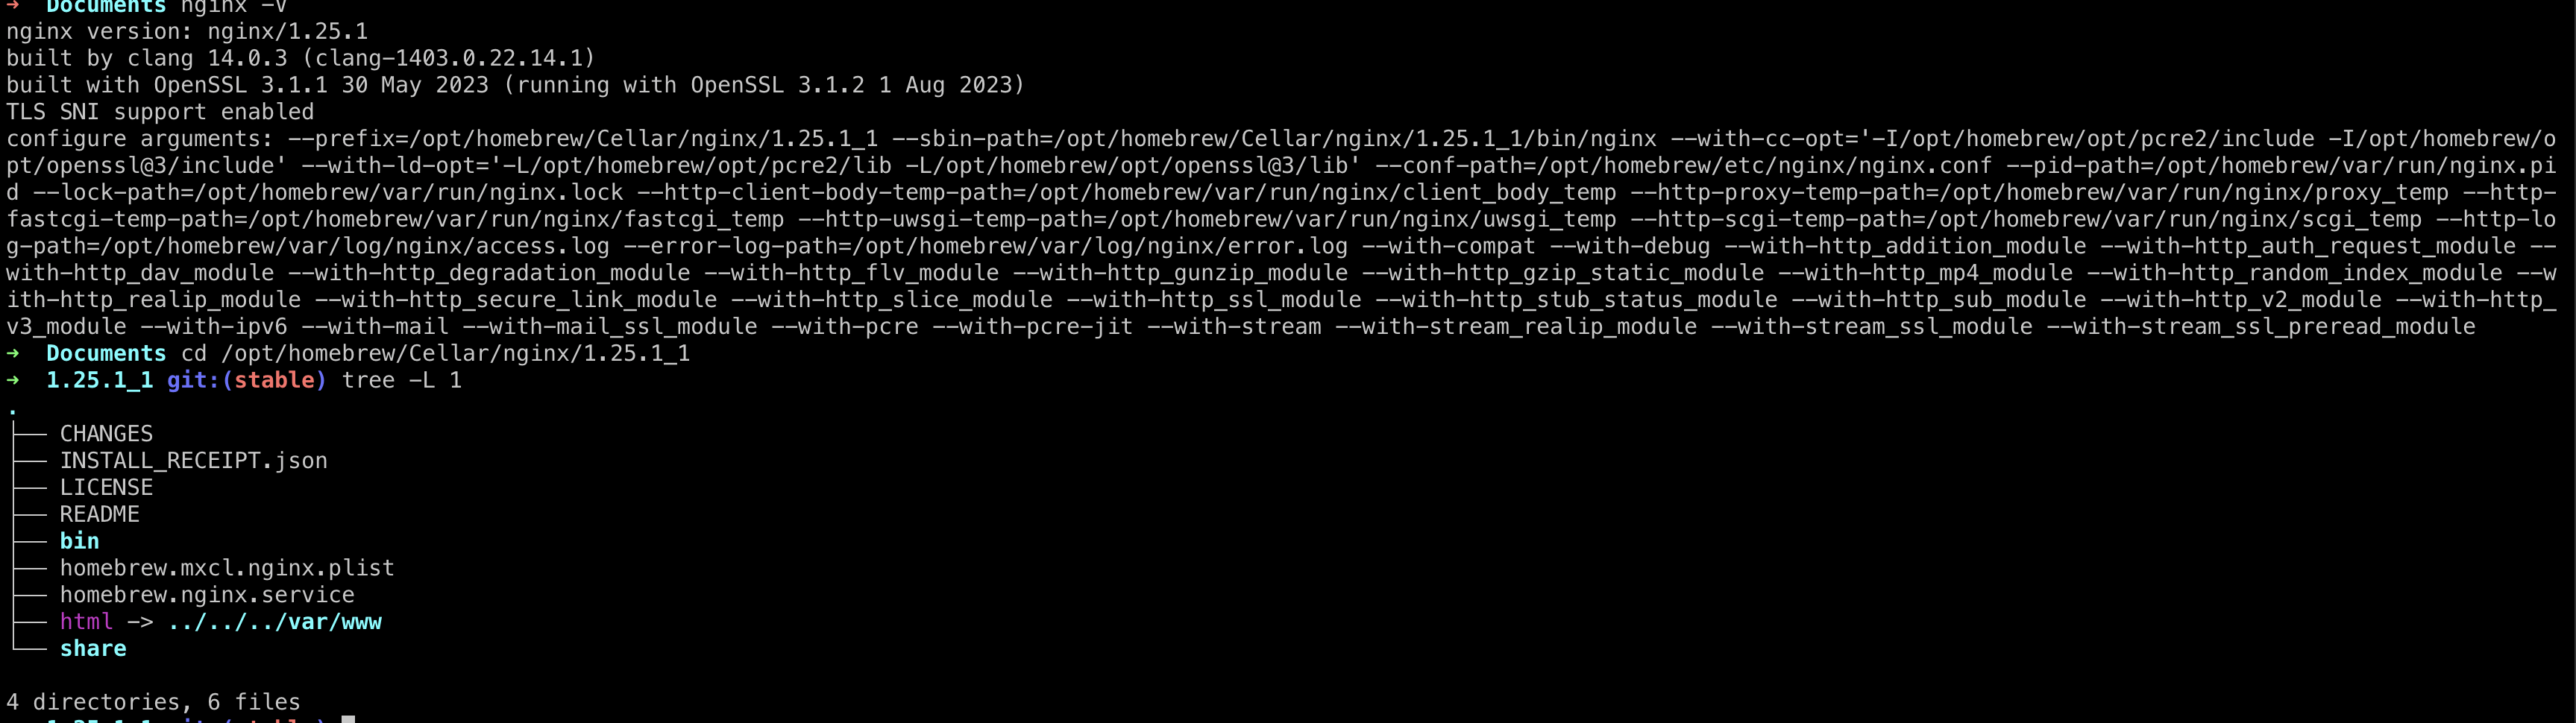 →  Documents nginx -V
nginx version: nginx/1.25.1
built by clang 14.0.3 (clang-1403.0.22.14.1)
built with OpenSSL 3.1.1 30 May 2023 (running with OpenSSL 3.1.2 1 Aug 2023)
TLS SNI support enabled
configure arguments: --prefix=/opt/homebrew/Cellar/nginx/1.25.1_1 --sbin-path=/opt/homebrew/Cellar/nginx/1.25.1_1/bin/nginx --with-cc-opt='-I/opt/homebrew/opt/pcre2/include -I/opt/homebrew/o
pt/openssl@3/include' --with-ld-opt='-L/opt/homebrew/opt/pcre2/lib -L/opt/homebrew/opt/openssl@3/lib' --conf-path=/opt/homebrew/etc/nginx/nginx.conf --pid-path=/opt/homebrew/var/run/nginx.pi
d --lock-path=/opt/homebrew/var/run/nginx.lock --http-client-body-temp-path=/opt/homebrew/var/run/nginx/client_body_temp --http-proxy-temp-path=/opt/homebrew/var/run/nginx/proxy_temp --http-
fastcgi-temp-path=/opt/homebrew/var/run/nginx/fastcgi_temp --http-uwsgi-temp-path=/opt/homebrew/var/run/nginx/uwsgi_temp --http-scgi-temp-path=/opt/homebrew/var/run/nginx/scgi_temp --http-lo
g-path=/opt/homebrew/var/log/nginx/access.log --error-log-path=/opt/homebrew/var/log/nginx/error.log --with-compat --with-debug --with-http_addition_module --with-http_auth_request_module --
with-http_dav_module --with-http_degradation_module --with-http_flv_module --with-http_gunzip_module --with-http_gzip_static_module --with-http_mp4_module --with-http_random_index_module --w
ith-http_realip_module --with-http_secure_link_module --with-http_slice_module --with-http_ssl_module --with-http_stub_status_module --with-http_sub_module --with-http_v2_module --with-http_
v3_module --with-ipv6 --with-mail --with-mail_ssl_module --with-pcre --with-pcre-jit --with-stream --with-stream_realip_module --with-stream_ssl_module --with-stream_ssl_preread_module
→  Documents cd /opt/homebrew/Cellar/nginx/1.25.1_1
→  1.25.1_1 git:(stable) tree -L 1
.
├── CHANGES
├── INSTALL_RECEIPT.json
├── LICENSE
├── README
├── bin
├── homebrew.mxcl.nginx.plist
├── homebrew.nginx.service
├── html -> ../../../var/www
└── share
4 directories, 6 files
1.25.1_1 git:(stable)